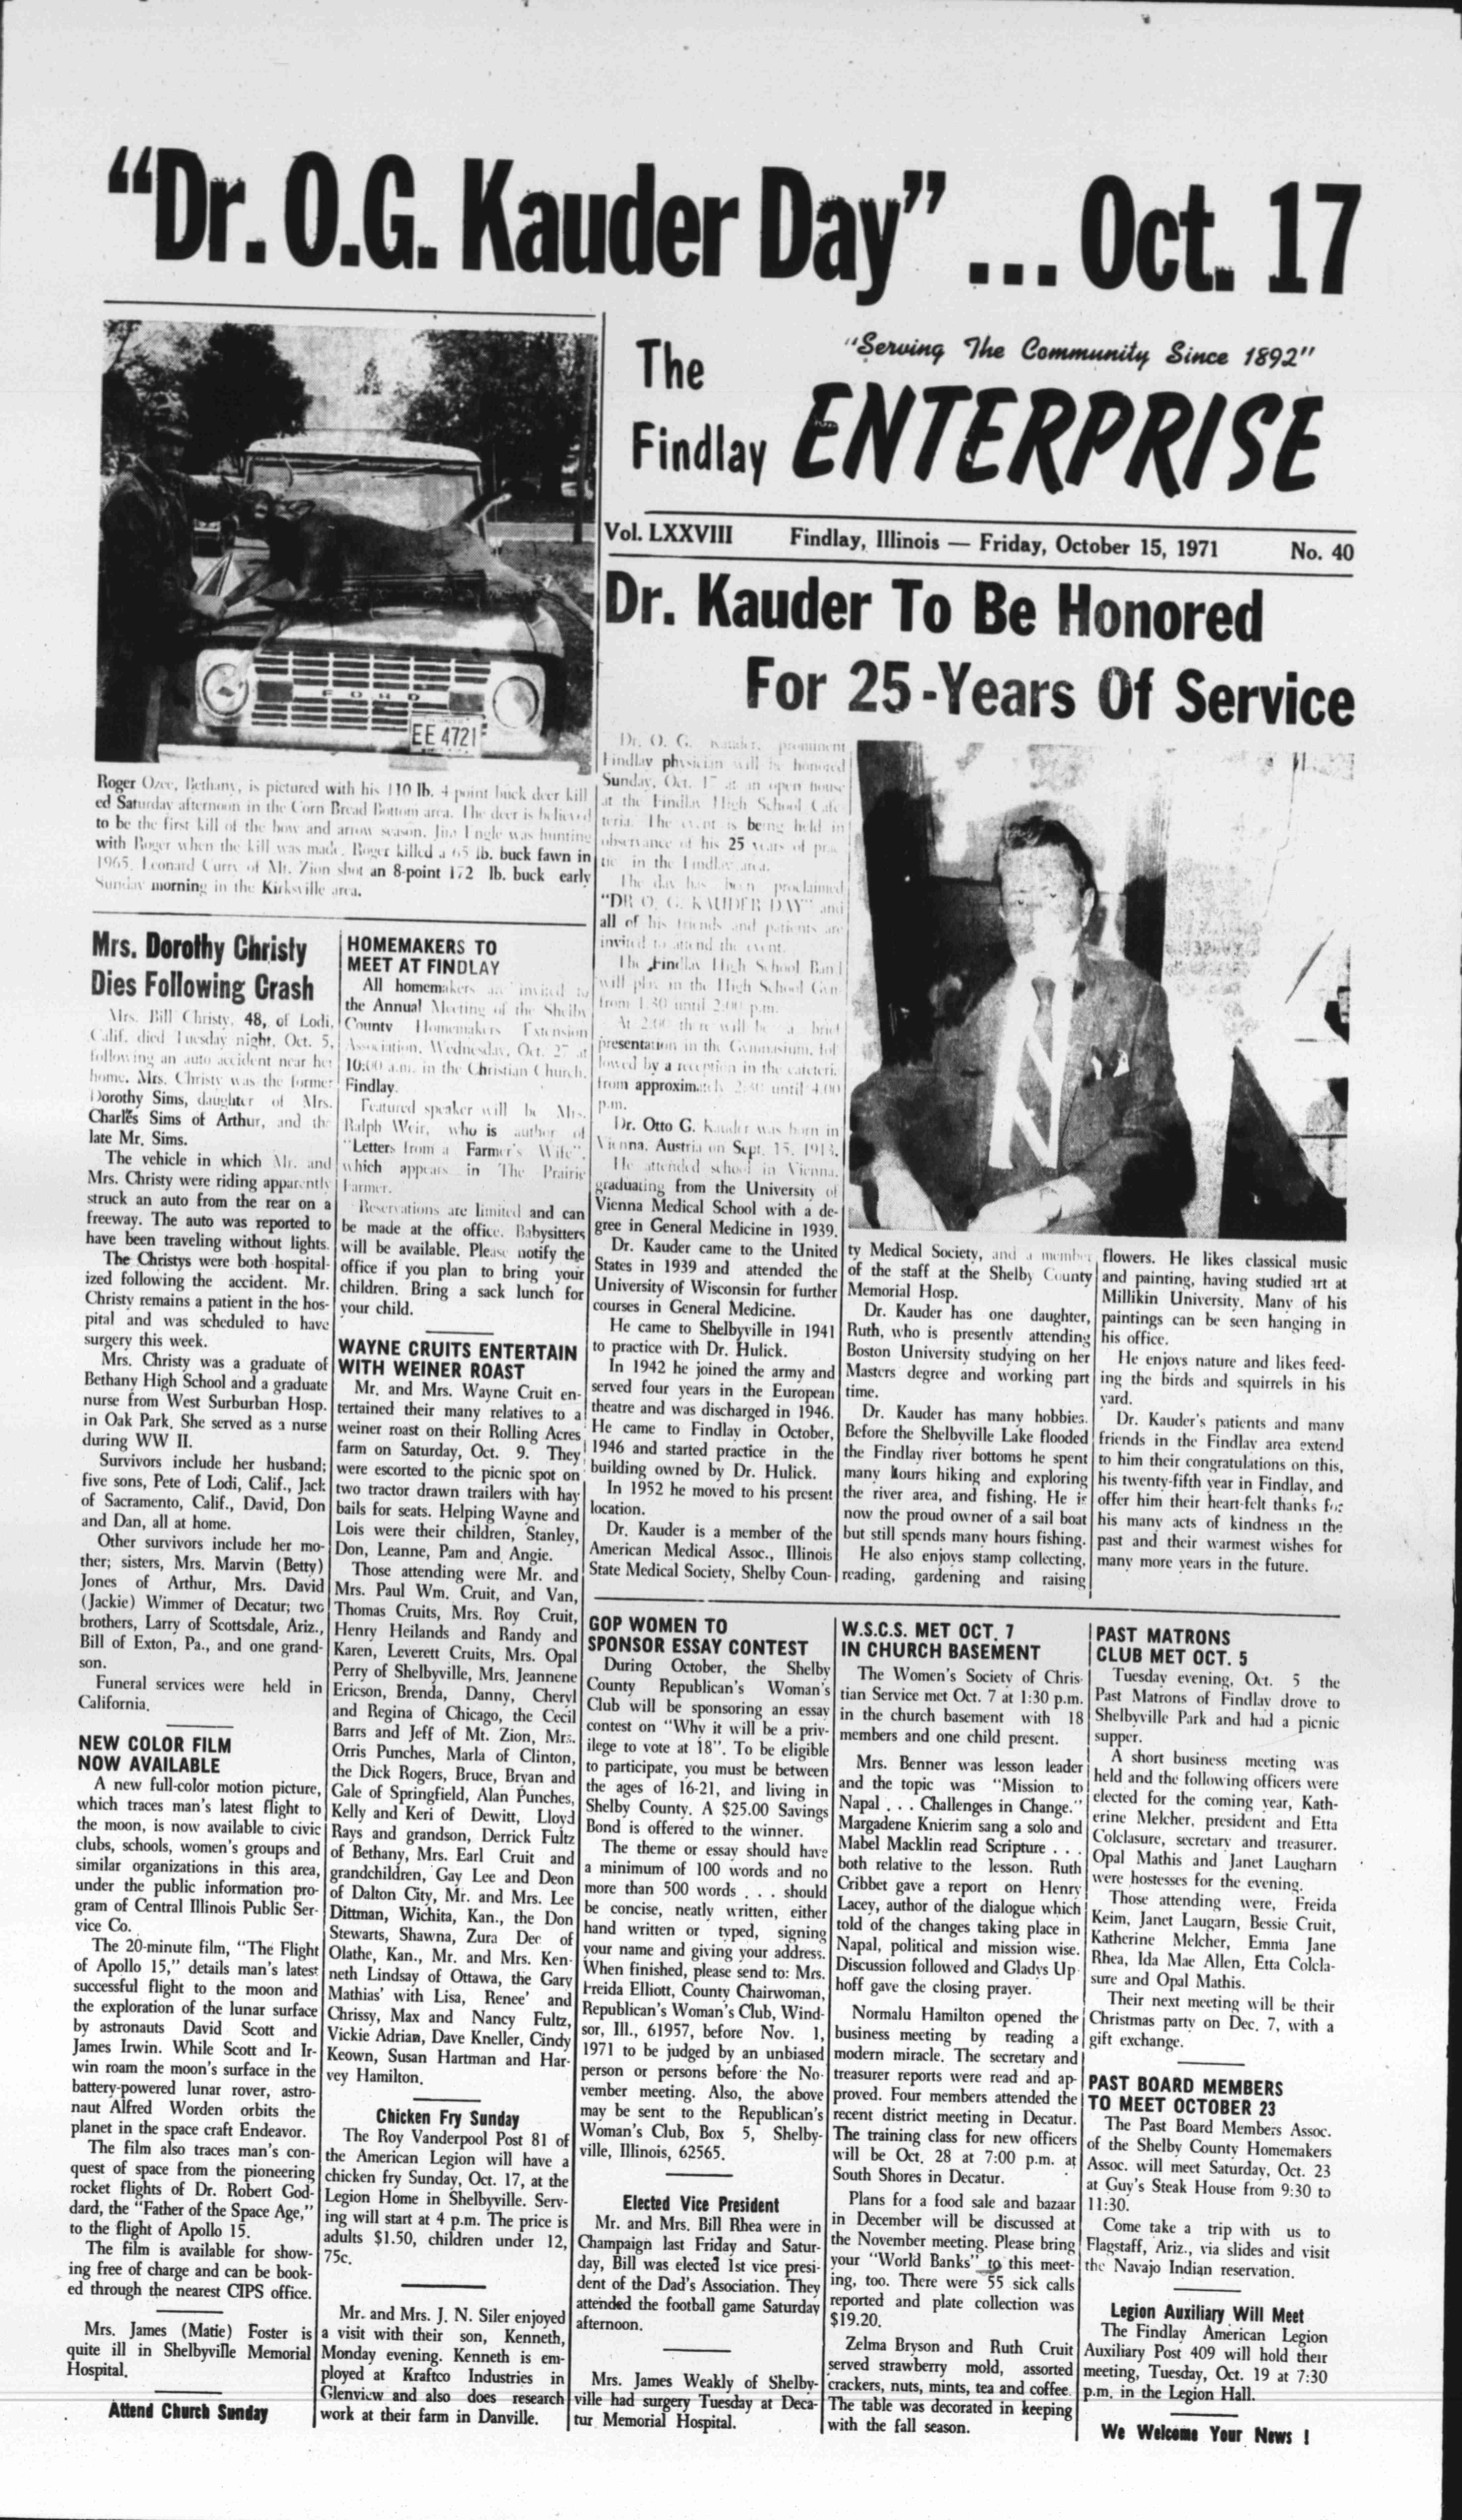 “Dr. O.G. Kauder Day” ... Oct. 17
FORD
EE 4721
Roger Ozee, Bethany, is pictured with his 110 lb. 4 point buck deer kill
ed Saturday afternoon in the Corn Bread Bottom area. The deer is believed
to be the first kill of the bow and arrow season. Jim Engle was hunting
with Roger when the kill was made. Roger killed a 65 lb. buck fawn in
1965. Leonard Curry of Mt. Zion shot an 8-point 172 lb. buck early
Sunday morning in the Kirksville area.
The
Findlay
"Serving The Community Since 1892"
ENTERPRISE
Vol. LXXVIII Findlay, Illinois — Friday, October 15, 1971 No. 40
Dr. Kauder To Be Honored
For 25-Years Of Service
Mrs. Dorothy Christy
Dies Following Crash
Mrs. Bill Christy, 48, of Lodi,
Calif. died Tuesday night, Oct. 5,
following an auto accident near her
home. Mrs. Christy was the former
Dorothy Sims, daughter of Mrs.
Charles Sims of Arthur, and the
late Mr. Sims.
The vehicle in which Mr. and
Mrs. Christy were riding apparently
struck an auto from the rear on a
freeway. The auto was reported to
have been traveling without lights.
The Christys were both hospital-
ized following the accident. Mr.
Christy remains a patient in the hos-
pital and was scheduled to have
surgery this week.
Mrs. Christy was a graduate of
Bethany High School and a graduate
nurse from West Surburban Hosp.
in Oak Park. She served as a nurse
during WW II.
Survivors include her husband;
five sons, Pete of Lodi, Calif., Jack
of Sacramento, Calif., David, Don
and Dan, all at home.
Other survivors include her mo-
ther; sisters, Mrs. Marvin (Betty)
Jones of Arthur, Mrs. David
(Jackie) Wimmer of Decatur; two
brothers, Larry of Scottsdale, Ariz.,
Bill of Exton, Pa., and one grand-
son.
Funeral services were held in
California.
NEW COLOR FILM
NOW AVAILABLE
A new full-color motion picture,
which traces man's latest flight to
the moon, is now available to civic
clubs, schools, women's groups and
similar organizations in this area,
under the public information pro-
gram of Central Illinois Public Ser-
vice Co.
The 20-minute film, "The Flight
of Apollo 15," details man's latest
successful flight to the moon and
the exploration of the lunar surface
by astronauts David Scott and
James Irwin. While Scott and Ir-
win roam the moon's surface in the
battery-powered lunar rover, astro-
naut Alfred Worden orbits the
planet in the space craft Endeavor.
The film also traces man's con-
quest of space from the pioneering
rocket flights of Dr. Robert God-
dard, the "Father of the Space Age,"
to the flight of Apollo 15.
The film is available for show-
ing free of charge and can be book-
ed through the nearest CIPS office.
Mrs. James (Matie) Foster is
quite ill in Shelbyville Memorial
Hospital.
Attend Church Sunday
HOMEMAKERS TO
MEET AT FINDLAY
All homemakers are invited to
the Annual Meeting of the Shelby
County Homemakers Extension
Association, Wednesday, Oct. 27 at
10:00 a.m. in the Christian Church,
Findlay.
Featured speaker will be Mrs.
Ralph Weir, who is author of
"Letters from a Farmer's Wife".
which appears in The Prairie
Farmer.
Reservations are limited and can
be made at the office. Babysitters
will be available. Please notify the
office if you plan to bring your
children. Bring a sack lunch for
your child.
WAYNE CRUITS ENTERTAIN
WITH WEINER ROAST
Mr. and Mrs. Wayne Cruit en-
tertained their many relatives to a
weiner roast on their Rolling Acres
farm on Saturday, Oct. 9. They
were escorted to the picnic spot on
two tractor drawn trailers with hay
bails for seats. Helping Wayne and
Lois were their children, Stanley,
Don, Leanne, Pam and Angie.
Those attending were Mr. and
Mrs. Paul Wm. Cruit, and Van,
Thomas Cruits, Mrs. Roy Cruit,
Henry Heilands and Randy and
Karen, Leverett Cruits, Mrs. Opal
Perry of Shelbyville, Mrs. Jeannene
Ericson, Brenda, Danny, Cheryl
and Regina of Chicago, the Cecil
Barrs and Jeff of Mt. Zion, Mrs.
Orris Punches, Marla of Clinton,
the Dick Rogers, Bruce, Bryan and
Gale of Springfield, Alan Punches,
Kelly and Keri of Dewitt, Lloyd
Rays and grandson, Derrick Fultz
of Bethany, Mrs. Earl Cruit and
grandchildren, Gay Lee and Deon
of Dalton City, Mr. and Mrs. Lee
Dittman, Wichita, Kan., the Don
Stewarts, Shawna, Zura Dee of
Olathe, Kan., Mr. and Mrs. Ken-
neth Lindsay of Ottawa, the Gary
Mathias' with Lisa, Renee' and
Chrissy, Max and Nancy Fultz,
Vickie Adrian, Dave Kneller, Cindy
Keown, Susan Hartman and Har-
vey Hamilton.
Chicken Fry Sunday
The Roy Vanderpool Post 81 of
the American Legion will have a
chicken fry Sunday, Oct. 17, at the
Legion Home in Shelbyville. Serv-
ing will start at 4 p.m. The price is
adults $1.50, children under 12,
75c.
Mr. and Mrs. J. N. Siler enjoyed
a visit with their son, Kenneth,
Monday evening. Kenneth is em-
ployed at Kraftco Industries in
Glenview and also does research
work at their farm in Danville.
Dr. O. G. Kauder, prominent
Findlay physician will be honored
Sunday, Oct. 17 at an open house
at the Findlay High School Cafe
teria. The event is being held in
observance of his 25 years of prac
tice in the Findlay area.
The day has been proclaimed
"DR O. G. KAUDER DAY" and
all of his friends and patients are
invited to attend the event.
The Findlay High School Band
will play in the High School Gym
from 1:30 until 2:00 p.m.
At 2:00 there will be a brief
presentation in the Gymnasium, fol
lowed by a reception in the cafeteria
from approximately 2:30 until 4:00
p.m.
Dr. Otto G. Kauder was born in
Vienna, Austria on Sept. 15, 1913.
He attended school in Vienna,
graduating from the University of
Vienna Medical School with a de-
gree in General Medicine in 1939.
Dr. Kauder came to the United
States in 1939 and attended the
University of Wisconsin for further
courses in General Medicine.
He came to Shelbyville in 1941
to practice with Dr. Hulick.
In 1942 he joined the army and
served four years in the European
theatre and was discharged in 1946.
He came to Findlay in October,
1946 and started practice in the
building owned by Dr. Hulick.
In 1952 he moved to his present
location.
Dr. Kauder is a member of the
American Medical Assoc., Illinois
State Medical Society, Shelby Coun-
ty Medical Society, and a member
of the staff at the Shelby County
Memorial Hosp.
Dr. Kauder has one daughter,
Ruth, who is presently attending
Boston University studying on her
Masters degree and working part
time.
Dr. Kauder has many hobbies.
Before the Shelbyville Lake flooded
the Findlay river bottoms he spent
many hours hiking and exploring
the river area, and fishing. He is
now the proud owner of a sail boat
but still spends many hours fishing.
He also enjoys stamp collecting,
reading, gardening and raising
flowers. He likes classical music
and painting, having studied art at
Millikin University. Many of his
paintings can be seen hanging in
his office.
He enjoys nature and likes feed-
ing the birds and squirrels in his
yard.
Dr. Kauder's patients and many
friends in the Findlay area extend
to him their congratulations on this,
his twenty-fifth year in Findlay, and
offer him their heart-felt thanks for
his many acts of kindness in the
past and their warmest wishes for
many more years in the future.
GOP WOMEN TO
SPONSOR ESSAY CONTEST
During October, the Shelby
County Republican's Woman's
Club will be sponsoring an essay
contest on "Why it will be a priv-
ilege to vote at 18". To be eligible
to participate, you must be between
the ages of 16-21, and living in
Shelby County. A $25.00 Savings
Bond is offered to the winner.
The theme or essay should have
a minimum of 100 words and no
more than 500 words . . . should
be concise, neatly written, either
hand written or typed, signing
your name and giving your address.
When finished, please send to: Mrs.
Freida Elliott, County Chairwoman,
Republican's Woman's Club, Wind-
sor, Ill., 61957, before Nov. 1,
1971 to be judged by an unbiased
person or persons before the No-
vember meeting. Also, the above
may be sent to the Republican's
Woman's Club, Box 5, Shelby-
ville, Illinois, 62565.
Elected Vice President
Mr. and Mrs. Bill Rhea were in
Champaign last Friday and Satur-
day, Bill was elected 1st vice presi-
dent of the Dad's Association. They
attended the football game Saturday
afternoon.
Mrs. James Weakly of Shelby-
ville had surgery Tuesday at Deca-
tur Memorial Hospital.
W.S.C.S. MET OCT. 7
IN CHURCH BASEMENT
The Women's Society of Chris-
tian Service met Oct. 7 at 1:30 p.m.
in the church basement with 18
members and one child present.
Mrs. Benner was lesson leader
and the topic was "Mission to
Napal . . . Challenges in Change."
Margadene Knierim sang a solo and
Mabel Macklin read Scripture . . .
both relative to the lesson. Ruth
Cribbet gave a report on Henry
Lacey, author of the dialogue which
told of the changes taking place in
Napal, political and mission wise.
Discussion followed and Gladys Up-
hoff gave the closing prayer.
Normalu Hamilton opened the
business meeting by reading a
modern miracle. The secretary and
treasurer reports were read and ap-
proved. Four members attended the
recent district meeting in Decatur.
The training class for new officers
will be Oct. 28 at 7:00 p.m. at
South Shores in Decatur.
Plans for a food sale and bazaar
in December will be discussed at
the November meeting. Please bring
your "World Banks" to this meet-
ing, too. There were 55 sick calls
reported and plate collection was
$19.20.
Zelma Bryson and Ruth Cruit
served strawberry mold, assorted
crackers, nuts, mints, tea and coffee.
The table was decorated in keeping
with the fall season.
PAST MATRONS
CLUB MET OCT. 5
Tuesday evening, Oct. 5 the
Past Matrons of Findlay drove to
Shelbyville Park and had a picnic
supper.
A short business meeting was
held and the following officers were
elected for the coming year, Kath-
erine Melcher, president and Etta
Colclasure, secretary and treasurer.
Opal Mathis and Janet Laugharn
were hostesses for the evening.
Those attending were, Freida
Keim, Janet Laugarn, Bessie Cruit,
Katherine Melcher, Emma Jane
Rhea, Ida Mae Allen, Etta Colcla-
sure and Opal Mathis.
Their next meeting will be their
Christmas party on Dec. 7, with a
gift exchange.
PAST BOARD MEMBERS
TO MEET OCTOBER 23
The Past Board Members Assoc.
of the Shelby County Homemakers
Assoc. will meet Saturday, Oct. 23
at Guy's Steak House from 9:30 to
11:30.
Come take a trip with us to
Flagstaff, Ariz., via slides and visit
the Navajo Indian reservation.
Legion Auxiliary Will Meet
The Findlay American Legion
Auxiliary Post 409 will hold their
meeting, Tuesday, Oct. 19 at 7:30
p.m. in the Legion Hall.
We Welcome Your News !